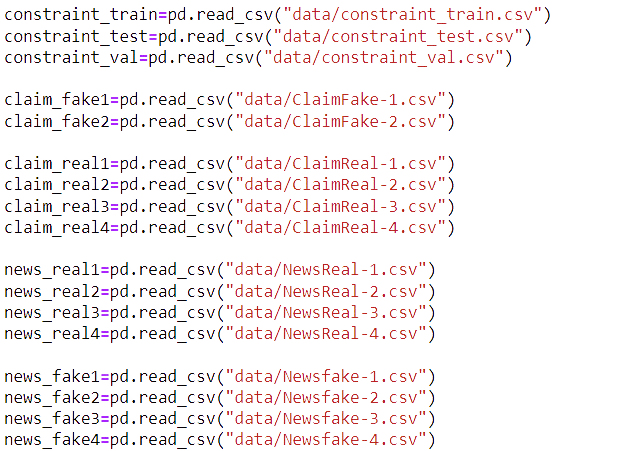 constraint_train=pd.read_csv("data/constraint_train.csv")
constraint_test=pd.read_csv("data/constraint_test.csv")
constraint_val=pd.read_csv("data/constraint_val.csv")
claim_fake1=pd.read_csv("data/ClaimFake-1.csv")
claim_fake2=pd.read_csv("data/ClaimFake-2.csv")
claim_real1=pd.read_csv("data/ClaimReal-1.csv")
claim_real2=pd.read_csv("data/ClaimReal-2.csv")
claim_real3=pd.read_csv("data/ClaimReal-3.csv")
claim_real4=pd.read_csv("data/ClaimReal-4.csv")
news_real1=pd.read_csv("data/NewsReal-1.csv")
news_real2=pd.read_csv("data/NewsReal-2.csv")
news_real3=pd.read_csv("data/NewsReal-3.csv")
news_real4=pd.read_csv("data/NewsReal-4.csv")
news_fake1=pd.read_csv("data/Newsfake-1.csv")
news_fake2=pd.read_csv("data/Newsfake-2.csv")
news_fake3=pd.read_csv("data/Newsfake-3.csv")
news_fake4=pd.read_csv("data/Newsfake-4.csv")